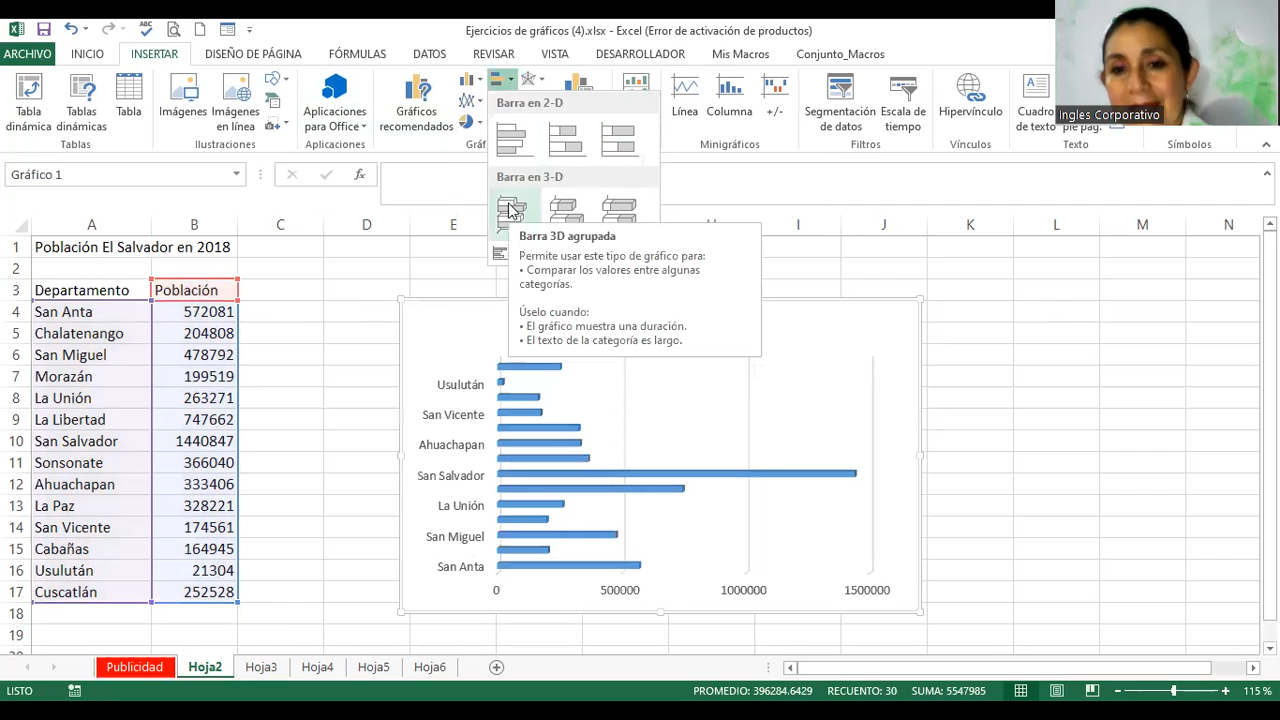 Ejercicios de gráficos (4).xlsx - Excel (Error de activación de productos)
ARCHIVO INICIO INSERTAR DISEÑO DE PÁGINA FÓRMULAS DATOS REVISAR VISTA DESARROLLADOR Mis Macros Conjunto_Macros
Tabla dinámica
Tablas dinámicas
Tabla
Tablas
Imágenes
Imágenes en línea
Ilustraciones
Aplicaciones para Office
Aplicaciones
Gráficos recomendados
Línea
Columna
+/-
Minigráficos
Segmentación de datos
Escala de tiempo
Filtros
Hipervínculo
Vínculos
Cuadro de texto
pie pág.
Texto
Símbolos
Ingles Corporativo
Barra en 2-D
Barra en 3-D
Barra 3D agrupada
Permite usar este tipo de gráfico para:
• Comparar los valores entre algunas
categorías.
Úselo cuando:
• El gráfico muestra una duración.
• El texto de la categoría es largo.
Gráfico 1
fx
A B C D E H I J K L M N
1 Población El Salvador en 2018
2
3 Departamento Población
4 San Anta 572081
5 Chalatenango 204808
6 San Miguel 478792
7 Morazán 199519
8 La Unión 263271
9 La Libertad 747662
10 San Salvador 1440847
11 Sonsonate 366040
12 Ahuachapan 333406
13 La Paz 328221
14 San Vicente 174561
15 Cabañas 164945
16 Usulután 21304
17 Cuscatlán 252528
18
19
Usulután
San Vicente
Ahuachapan
San Salvador
La Unión
San Miguel
San Anta
0 500000 1000000 1500000
Publicidad Hoja2 Hoja3 Hoja4 Hoja5 Hoja6
LISTO
PROMEDIO: 396284.6429 RECUENTO: 30 SUMA: 5547985
115 %